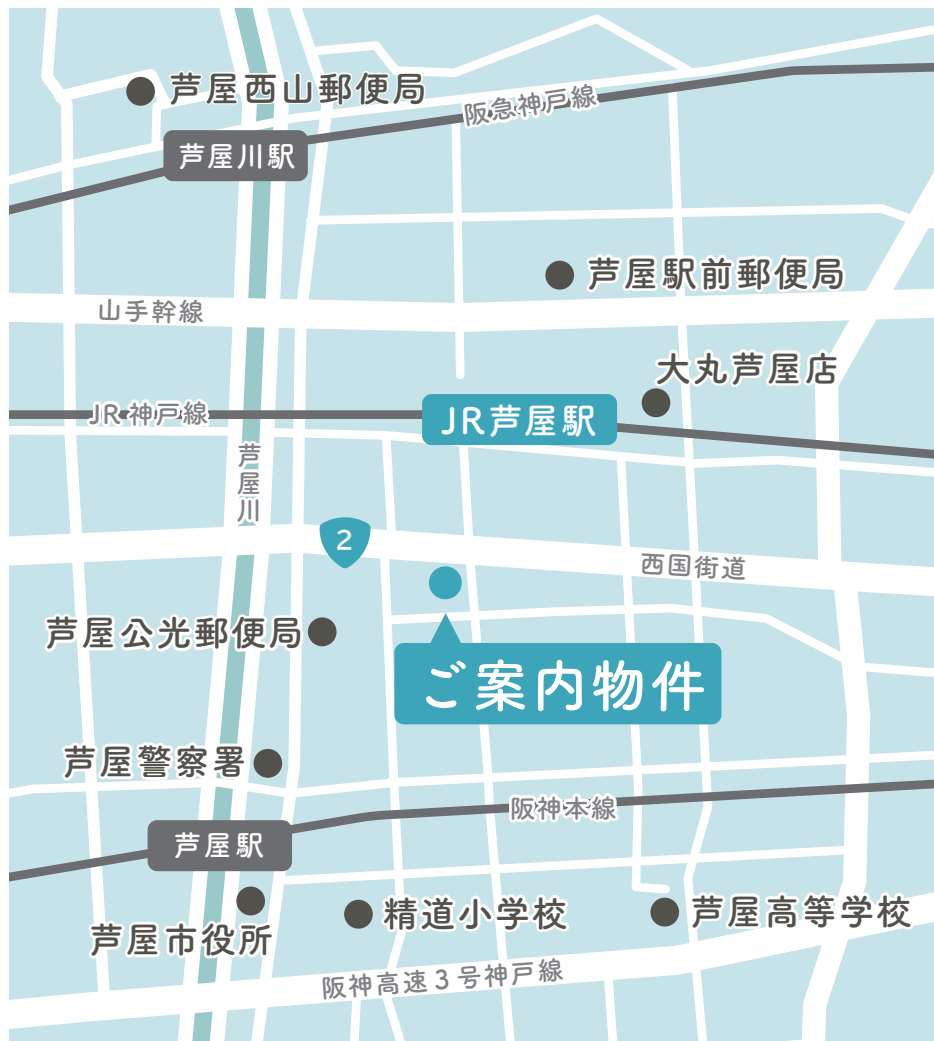 芦屋西山郵便局
阪急神戸線
芦屋川駅
芦屋駅前郵便局
山手幹線
大丸芦屋店
JR神戸線
JR芦屋駅
芦屋川
2
西国街道
芦屋公光郵便局
ご案内物件
芦屋警察署
阪神本線
芦屋駅
精道小学校
芦屋高等学校
芦屋市役所
阪神高速3号神戸線